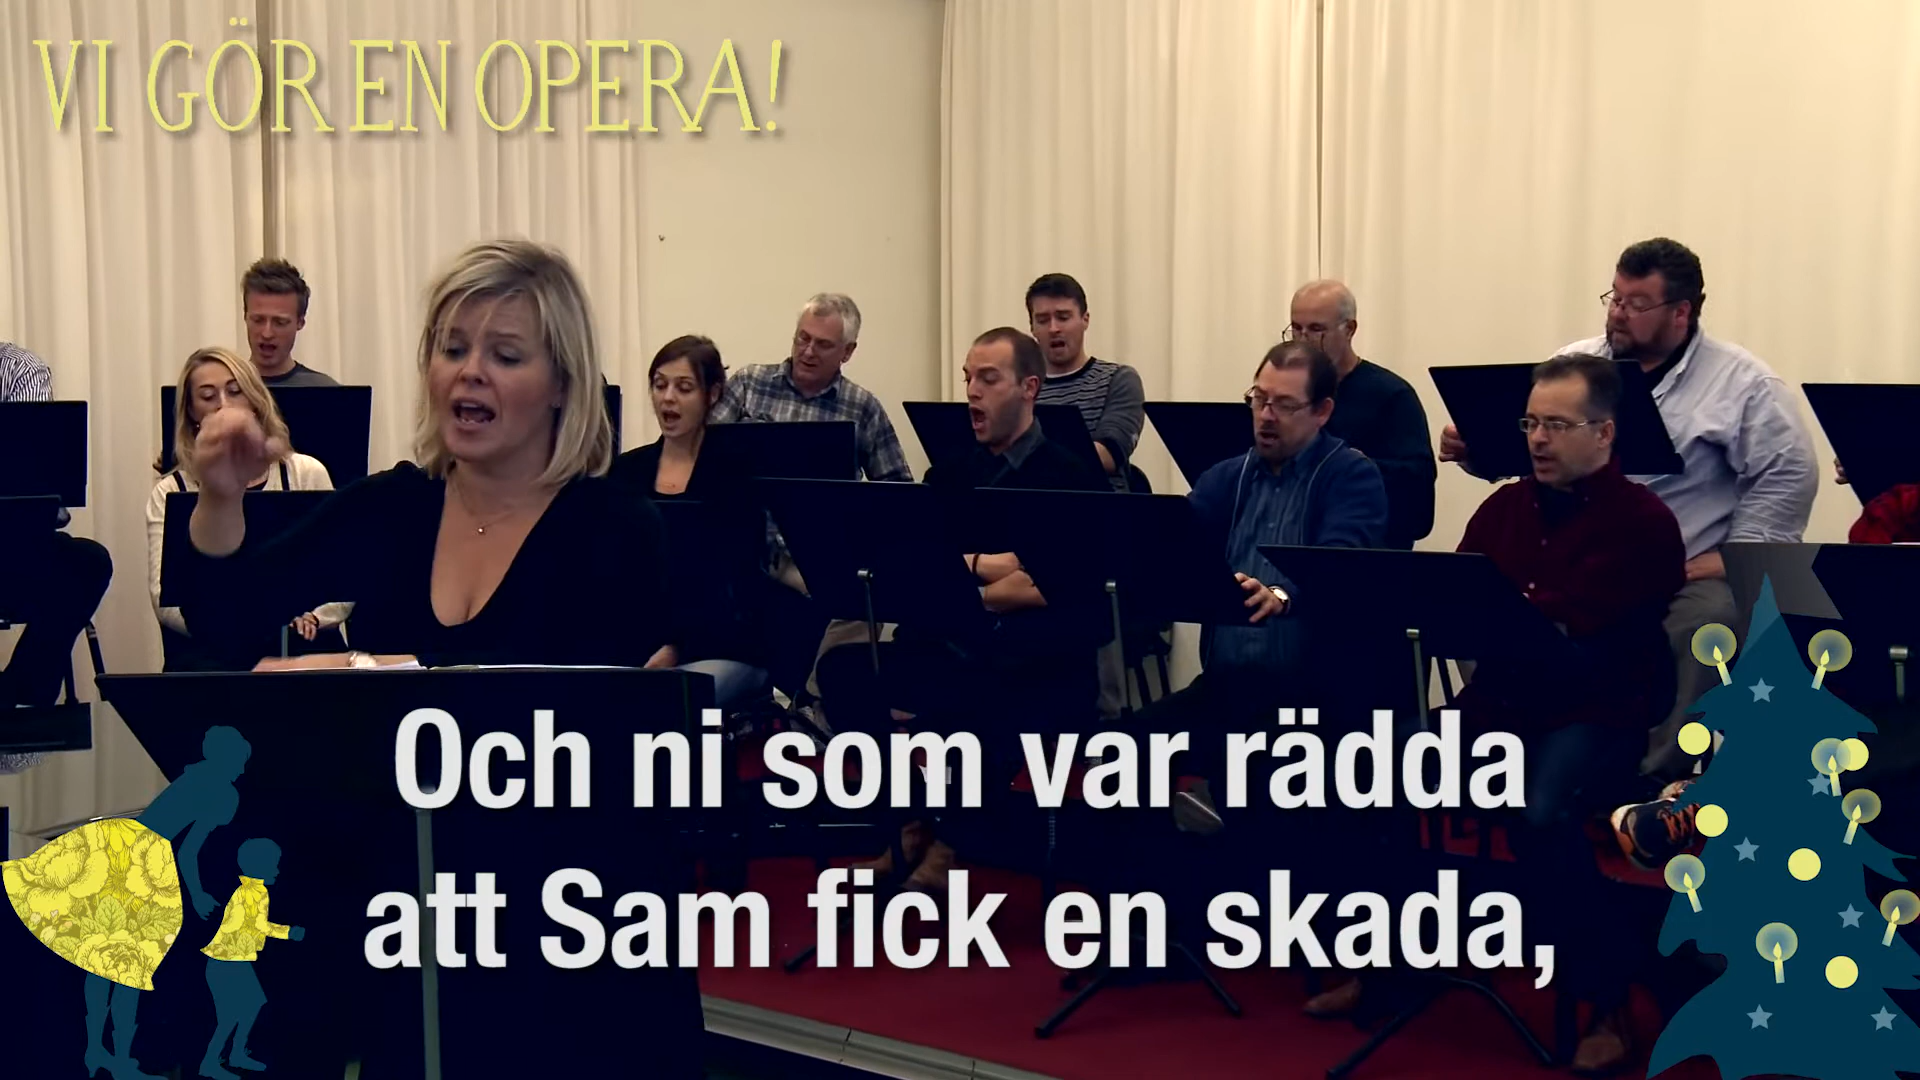 VI GÖR EN OPERA!
Och ni som var rädda
att Sam fick en skada,